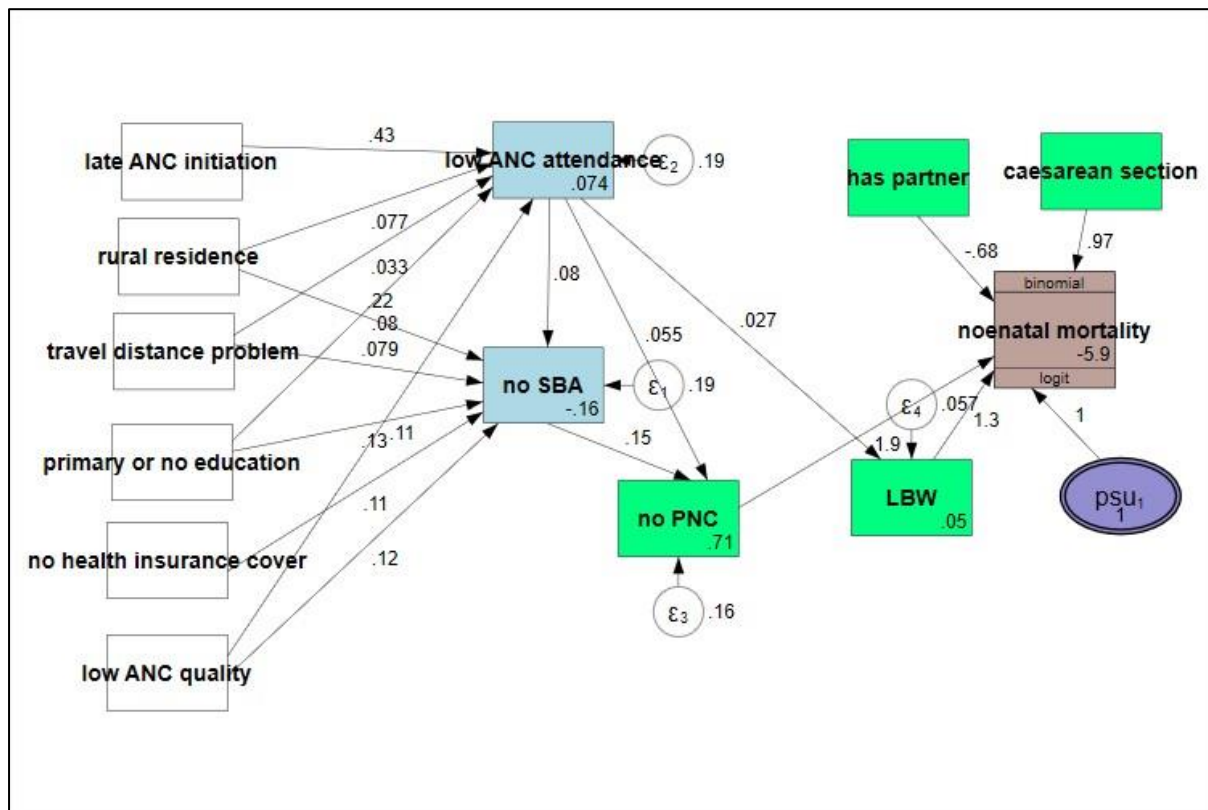 late ANC initiation
.43
low ANC attendance
.074
ε2
.19
has partner
caesarean section
rural residence
.077
.033
-.68
.97
binomial
noenatal mortality
-5.9
logit
travel distance problem
.22
.08
.079
.08
.055
.027
no SBA
-.16
ε1
.19
ε4
.057
1.3
1
primary or no education
.13
.11
.15
1.9
no PNC
.71
LBW
.05
psu1
1
no health insurance cover
.11
.12
ε3
.16
low ANC quality